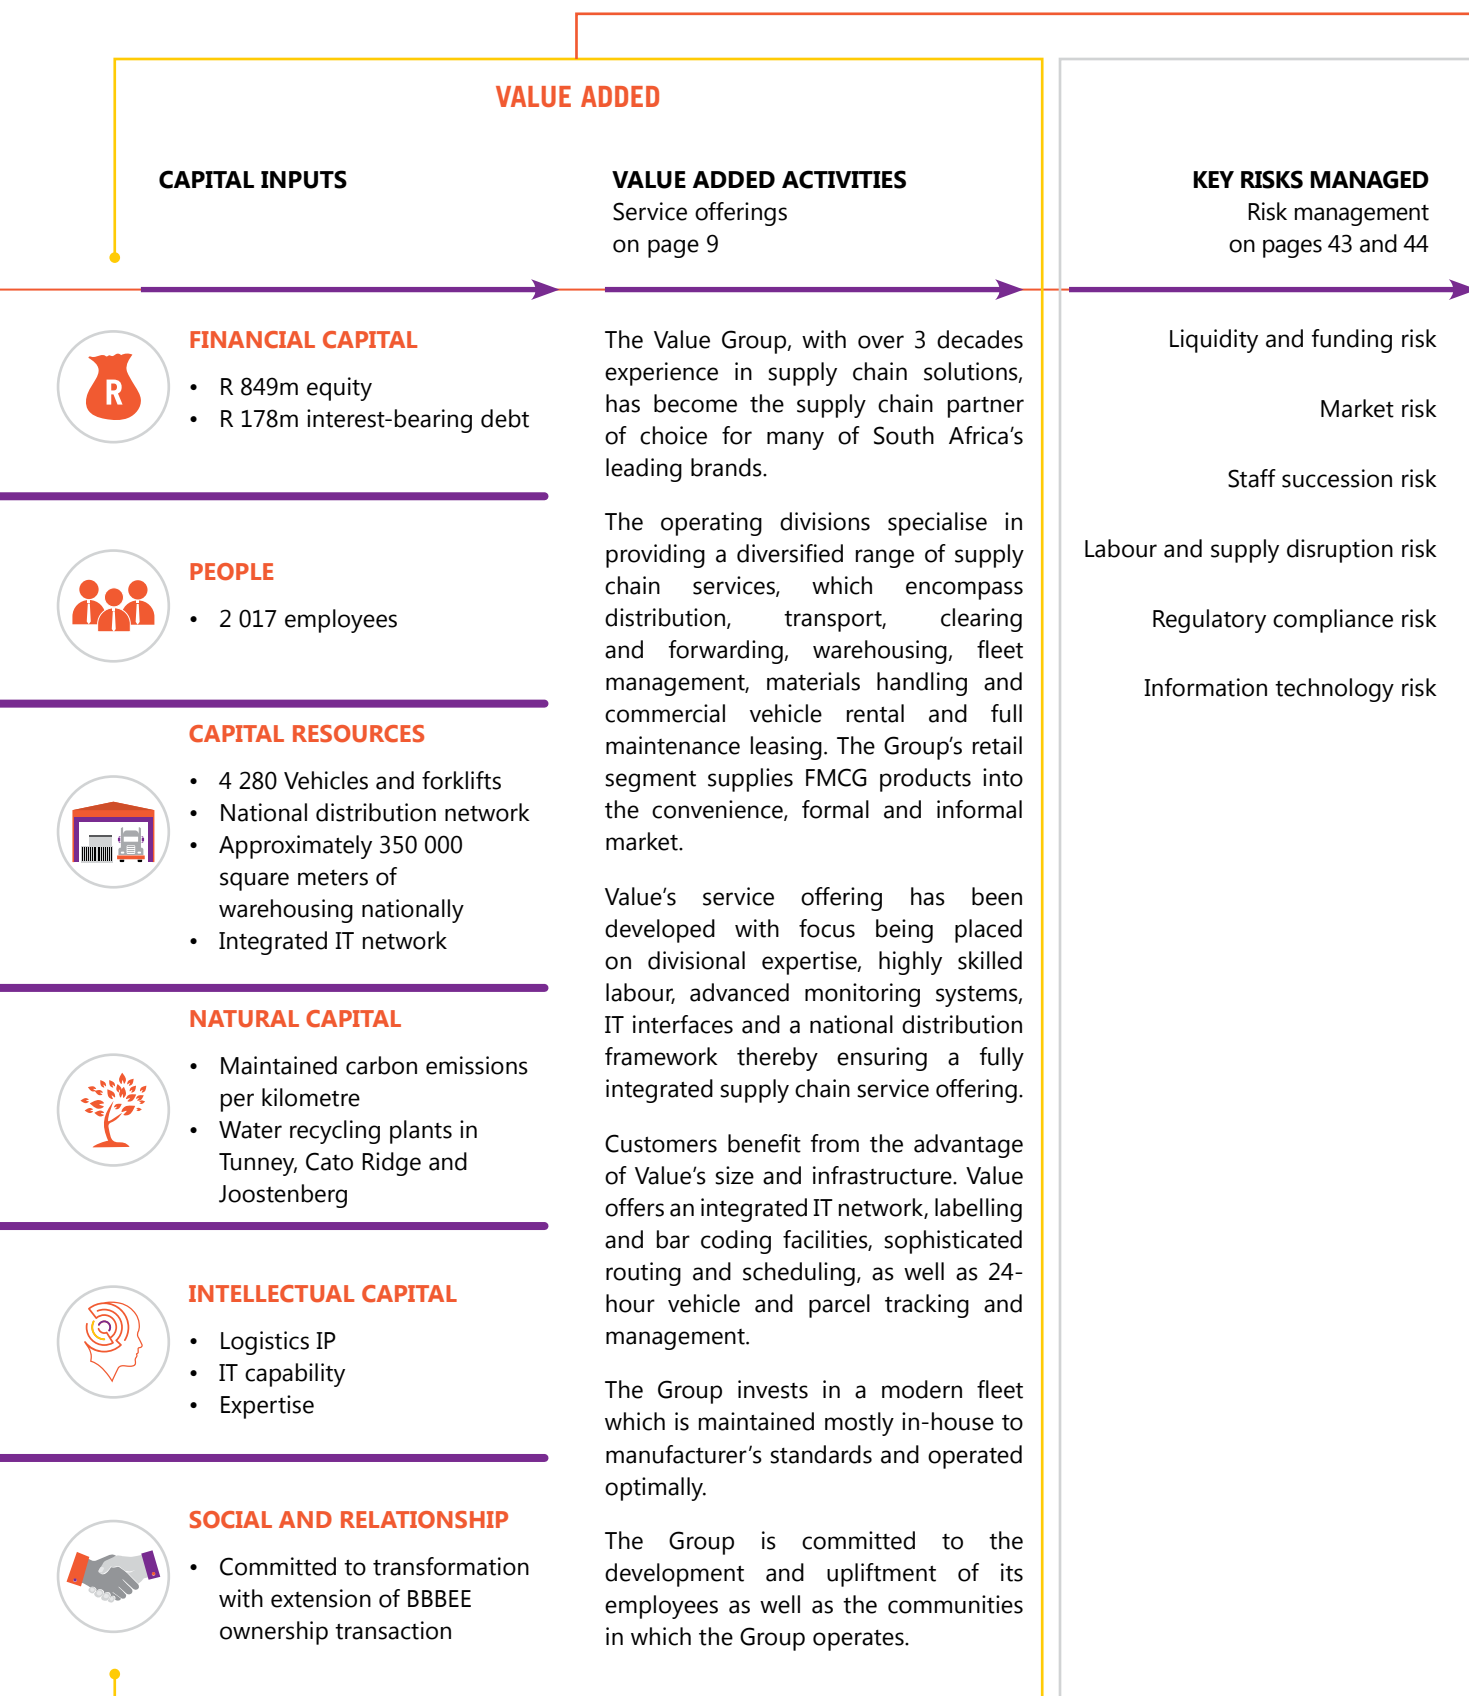 VALUE ADDED
CAPITAL INPUTS
VALUE ADDED ACTIVITIES
Service offerings
on page 9
KEY RISKS MANAGED
Risk management
on pages 43 and 44
R
FINANCIAL CAPITAL
• R 849m equity
• R 178m interest-bearing debt
PEOPLE
• 2 017 employees
CAPITAL RESOURCES
• 4 280 Vehicles and forklifts
• National distribution network
• Approximately 350 000
square meters of
warehousing nationally
• Integrated IT network
NATURAL CAPITAL
• Maintained carbon emissions
per kilometre
• Water recycling plants in
Tunney, Cato Ridge and
Joostenberg
INTELLECTUAL CAPITAL
• Logistics IP
• IT capability
• Expertise
SOCIAL AND RELATIONSHIP
• Committed to transformation
with extension of BBBEE
ownership transaction
The Value Group, with over 3 decades
experience in supply chain solutions,
has become the supply chain partner
of choice for many of South Africa's
leading brands.
The operating divisions specialise in
providing a diversified range of supply
chain services, which encompass
distribution, transport, clearing
and forwarding, warehousing, fleet
management, materials handling and
commercial vehicle rental and full
maintenance leasing. The Group's retail
segment supplies FMCG products into
the convenience, formal and informal
market.
Value's service offering has been
developed with focus being placed
on divisional expertise, highly skilled
labour, advanced monitoring systems,
IT interfaces and a national distribution
framework thereby ensuring a fully
integrated supply chain service offering.
Customers benefit from the advantage
of Value's size and infrastructure. Value
offers an integrated IT network, labelling
and bar coding facilities, sophisticated
routing and scheduling, as well as 24-
hour vehicle and parcel tracking and
management.
The Group invests in a modern fleet
which is maintained mostly in-house to
manufacturer's standards and operated
optimally.
The Group is committed to the
development and upliftment of its
employees as well as the communities
in which the Group operates.
Liquidity and funding risk
Market risk
Staff succession risk
Labour and supply disruption risk
Regulatory compliance risk
Information technology risk